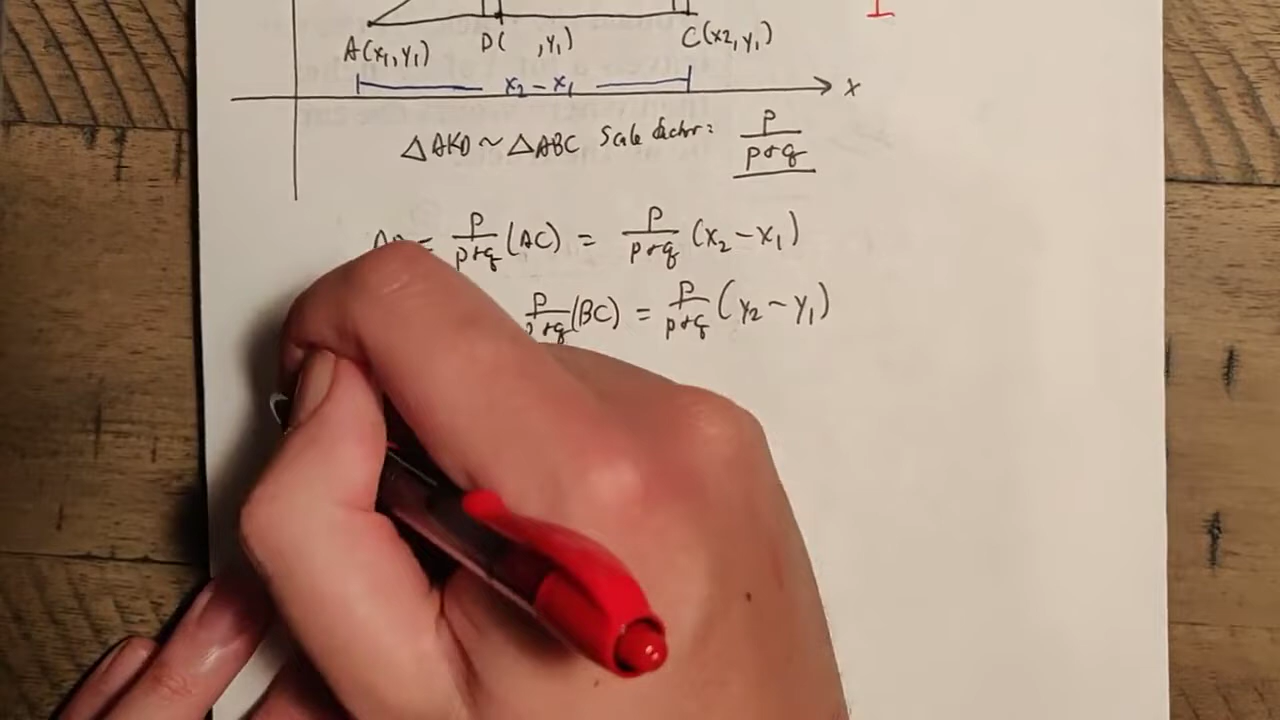 A(x₁,y₁) D( ,y₁) C(x₂,y₁)
x₂ – x₁
x
△AKD ~ △ABC Scale factor: p/(p+q)
= p/(p+q) (AC) = p/(p+q) (x₂ – x₁)
p/(p+q) (BC) = p/(p+q) (y₂ – y₁)